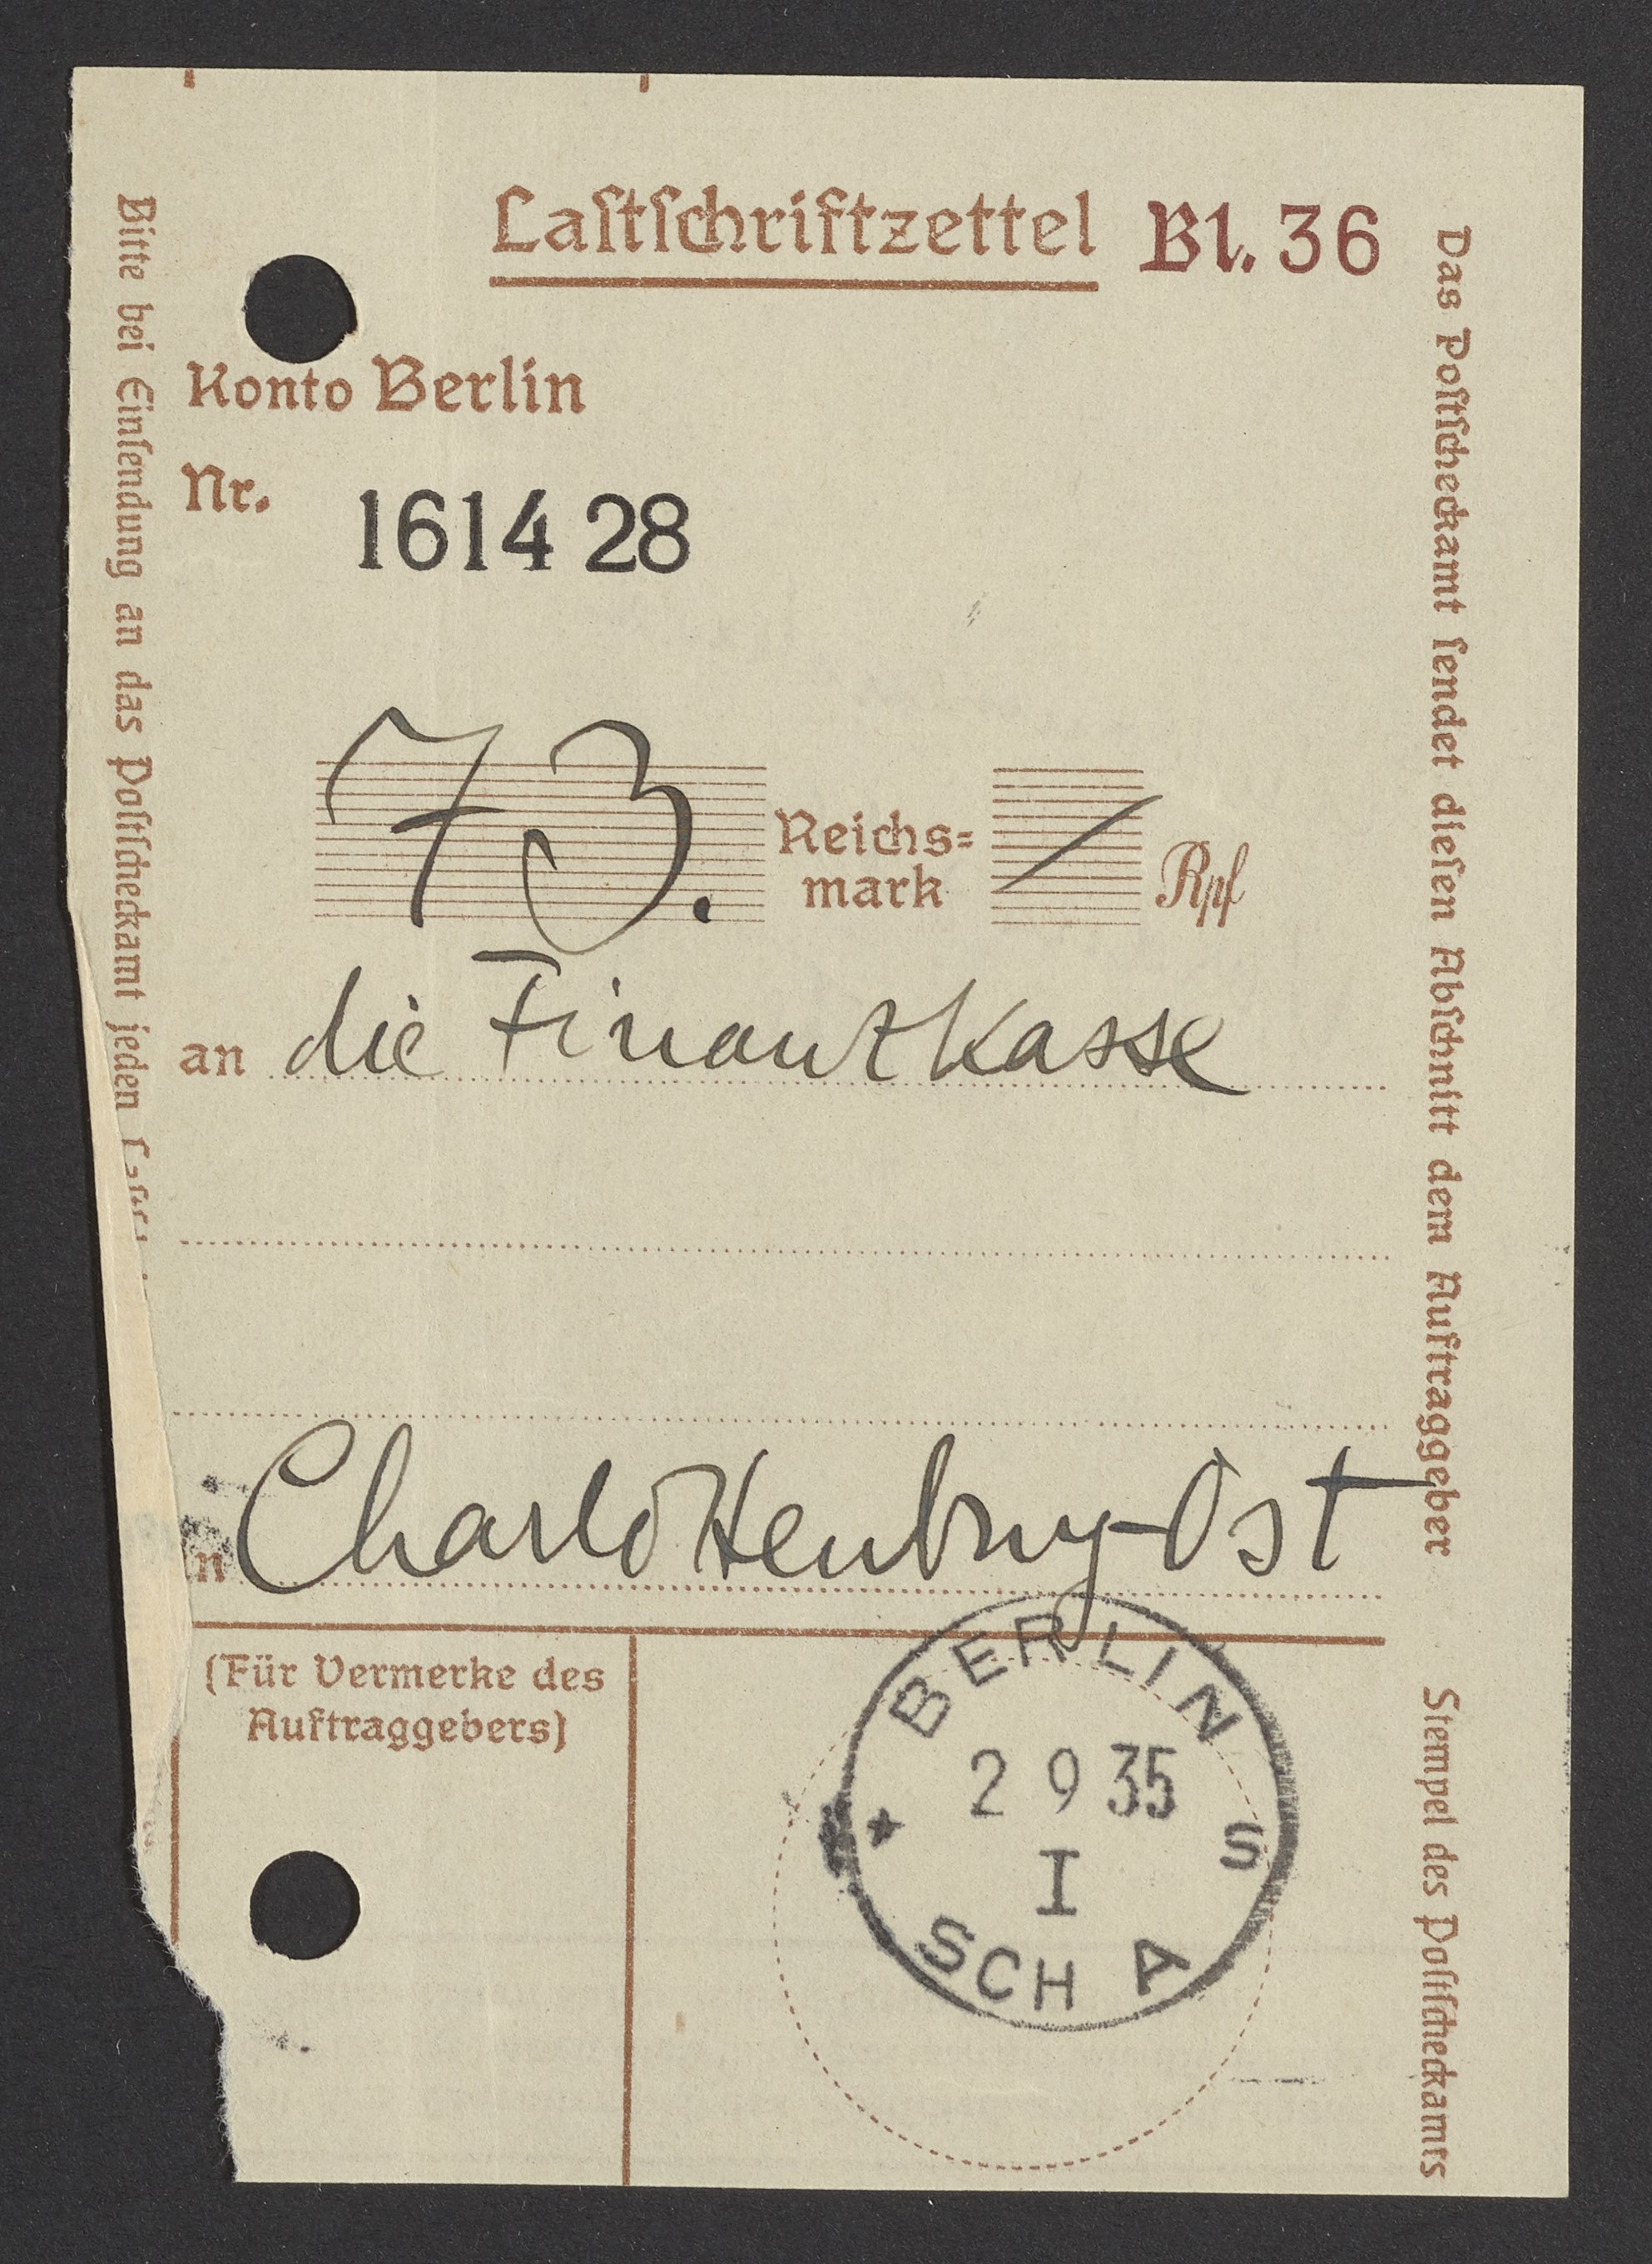 Lastschriftzettel Bl. 36
Konto Berlin
Nr. 1614 28
73. Reichs=
mark Rpf
an die Finanzkasse
in Charlottenburg-Ost
(Für Vermerke des
Auftraggebers)
BERLIN
2 9 35
I
S
SCH A
Bitte bei Einsendung an das Postscheckamt jeden
Das Postscheckamt sendet diesen Abschnitt dem Auftraggeber
Stempel des Postscheckamts